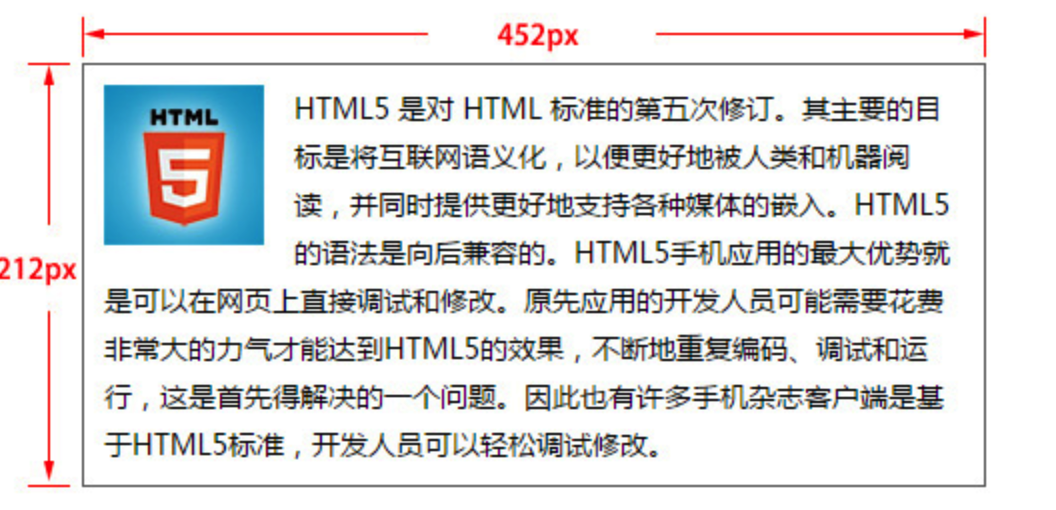 452px
212px
HTML
5
HTML5 是对 HTML 标准的第五次修订。其主要的目
标是将互联网语义化，以便更好地被人类和机器阅
读，并同时提供更好地支持各种媒体的嵌入。HTML5
的语法是向后兼容的。HTML5手机应用的最大优势就
是可以在网页上直接调试和修改。原先应用的开发人员可能需要花费
非常大的力气才能达到HTML5的效果，不断地重复编码、调试和运
行，这是首先得解决的一个问题。因此也有许多手机杂志客户端是基
于HTML5标准，开发人员可以轻松调试修改。